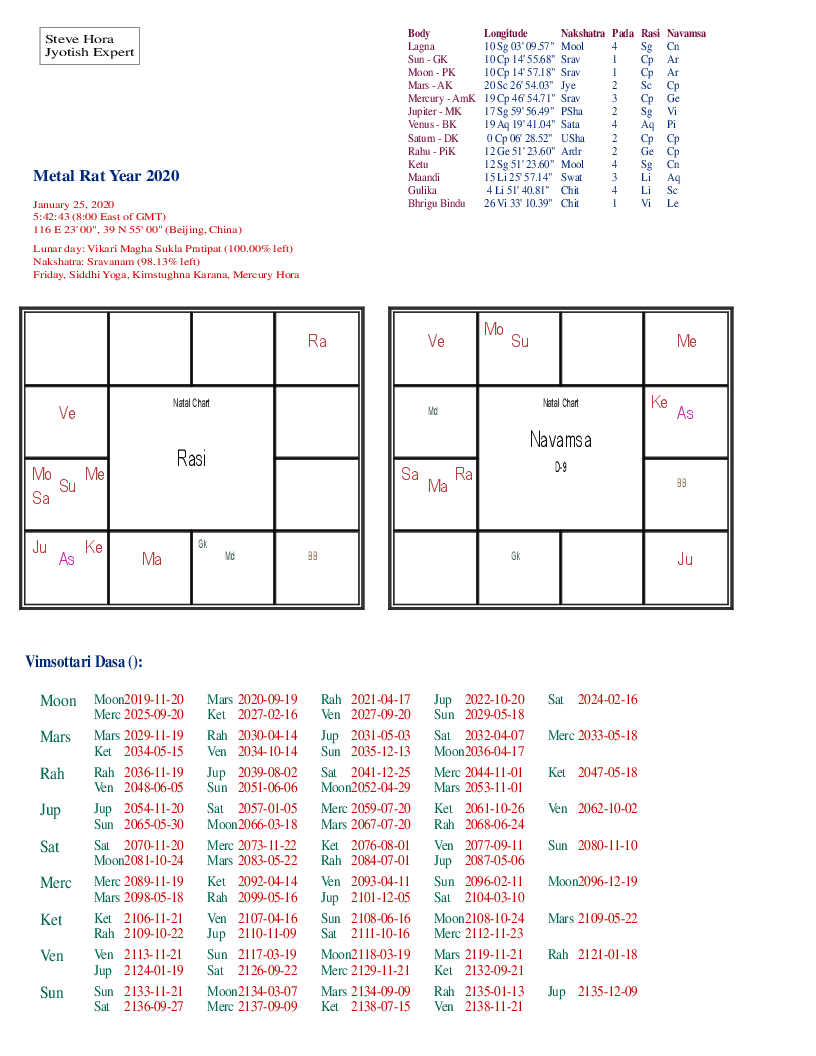 Steve Hora
Jyotish Expert
Body Longitude Nakshatra Pada Rasi Navamsa
Lagna 10 Sg 03' 09.57" Mool 4 Sg Cn
Sun - GK 10 Cp 14' 55.68" Srav 1 Cp Ar
Moon - PK 10 Cp 14' 57.18" Srav 1 Cp Ar
Mars - AK 20 Sc 26' 54.03" Jye 2 Sc Cp
Mercury - AmK 19 Cp 46' 54.71" Srav 3 Cp Ge
Jupiter - MK 17 Sg 59' 56.49" PSha 2 Sg Vi
Venus - BK 19 Aq 19' 41.04" Sata 4 Aq Pi
Saturn - DK 0 Cp 06' 28.52" USha 2 Cp Cp
Rahu - PiK 12 Ge 51' 23.60" Ardr 2 Ge Cp
Ketu 12 Sg 51' 23.60" Mool 4 Sg Cn
Maandi 15 Li 25' 57.14" Swat 3 Li Aq
Gulika 4 Li 51' 40.81" Chit 4 Li Sc
Bhrigu Bindu 26 Vi 33' 10.39" Chit 1 Vi Le
Metal Rat Year 2020
January 25, 2020
5:42:43 (8:00 East of GMT)
116 E 23' 00", 39 N 55' 00" (Beijing, China)
Lunar day: Vikari Magha Sukla Pratipat (100.00% left)
Nakshatra: Sravanam (98.13% left)
Friday, Siddhi Yoga, Kimstughna Karana, Mercury Hora
Ra
Ve
Natal Chart
Rasi
Mo Su Me
Sa
Ju As Ke
Ma
Gk Md
BB
Ve
Mo Su
Me
Md
Natal Chart
Navamsa
D-9
Ke As
Sa Ma Ra
BB
Gk
Ju
Vimsottari Dasa ():
Moon Moon2019-11-20 Mars 2020-09-19 Rah 2021-04-17 Jup 2022-10-20 Sat 2024-02-16
Merc 2025-09-20 Ket 2027-02-16 Ven 2027-09-20 Sun 2029-05-18
Mars Mars 2029-11-19 Rah 2030-04-14 Jup 2031-05-03 Sat 2032-04-07 Merc 2033-05-18
Ket 2034-05-15 Ven 2034-10-14 Sun 2035-12-13 Moon2036-04-17
Rah Rah 2036-11-19 Jup 2039-08-02 Sat 2041-12-25 Merc 2044-11-01 Ket 2047-05-18
Ven 2048-06-05 Sun 2051-06-06 Moon2052-04-29 Mars 2053-11-01
Jup Jup 2054-11-20 Sat 2057-01-05 Merc 2059-07-20 Ket 2061-10-26 Ven 2062-10-02
Sun 2065-05-30 Moon2066-03-18 Mars 2067-07-20 Rah 2068-06-24
Sat Sat 2070-11-20 Merc 2073-11-22 Ket 2076-08-01 Ven 2077-09-11 Sun 2080-11-10
Moon2081-10-24 Mars 2083-05-22 Rah 2084-07-01 Jup 2087-05-06
Merc Merc 2089-11-19 Ket 2092-04-14 Ven 2093-04-11 Sun 2096-02-11 Moon2096-12-19
Mars 2098-05-18 Rah 2099-05-16 Jup 2101-12-05 Sat 2104-03-10
Ket Ket 2106-11-21 Ven 2107-04-16 Sun 2108-06-16 Moon2108-10-24 Mars 2109-05-22
Rah 2109-10-22 Jup 2110-11-09 Sat 2111-10-16 Merc 2112-11-23
Ven Ven 2113-11-21 Sun 2117-03-19 Moon2118-03-19 Mars 2119-11-21 Rah 2121-01-18
Jup 2124-01-19 Sat 2126-09-22 Merc 2129-11-21 Ket 2132-09-21
Sun Sun 2133-11-21 Moon2134-03-07 Mars 2134-09-09 Rah 2135-01-13 Jup 2135-12-09
Sat 2136-09-27 Merc 2137-09-09 Ket 2138-07-15 Ven 2138-11-21